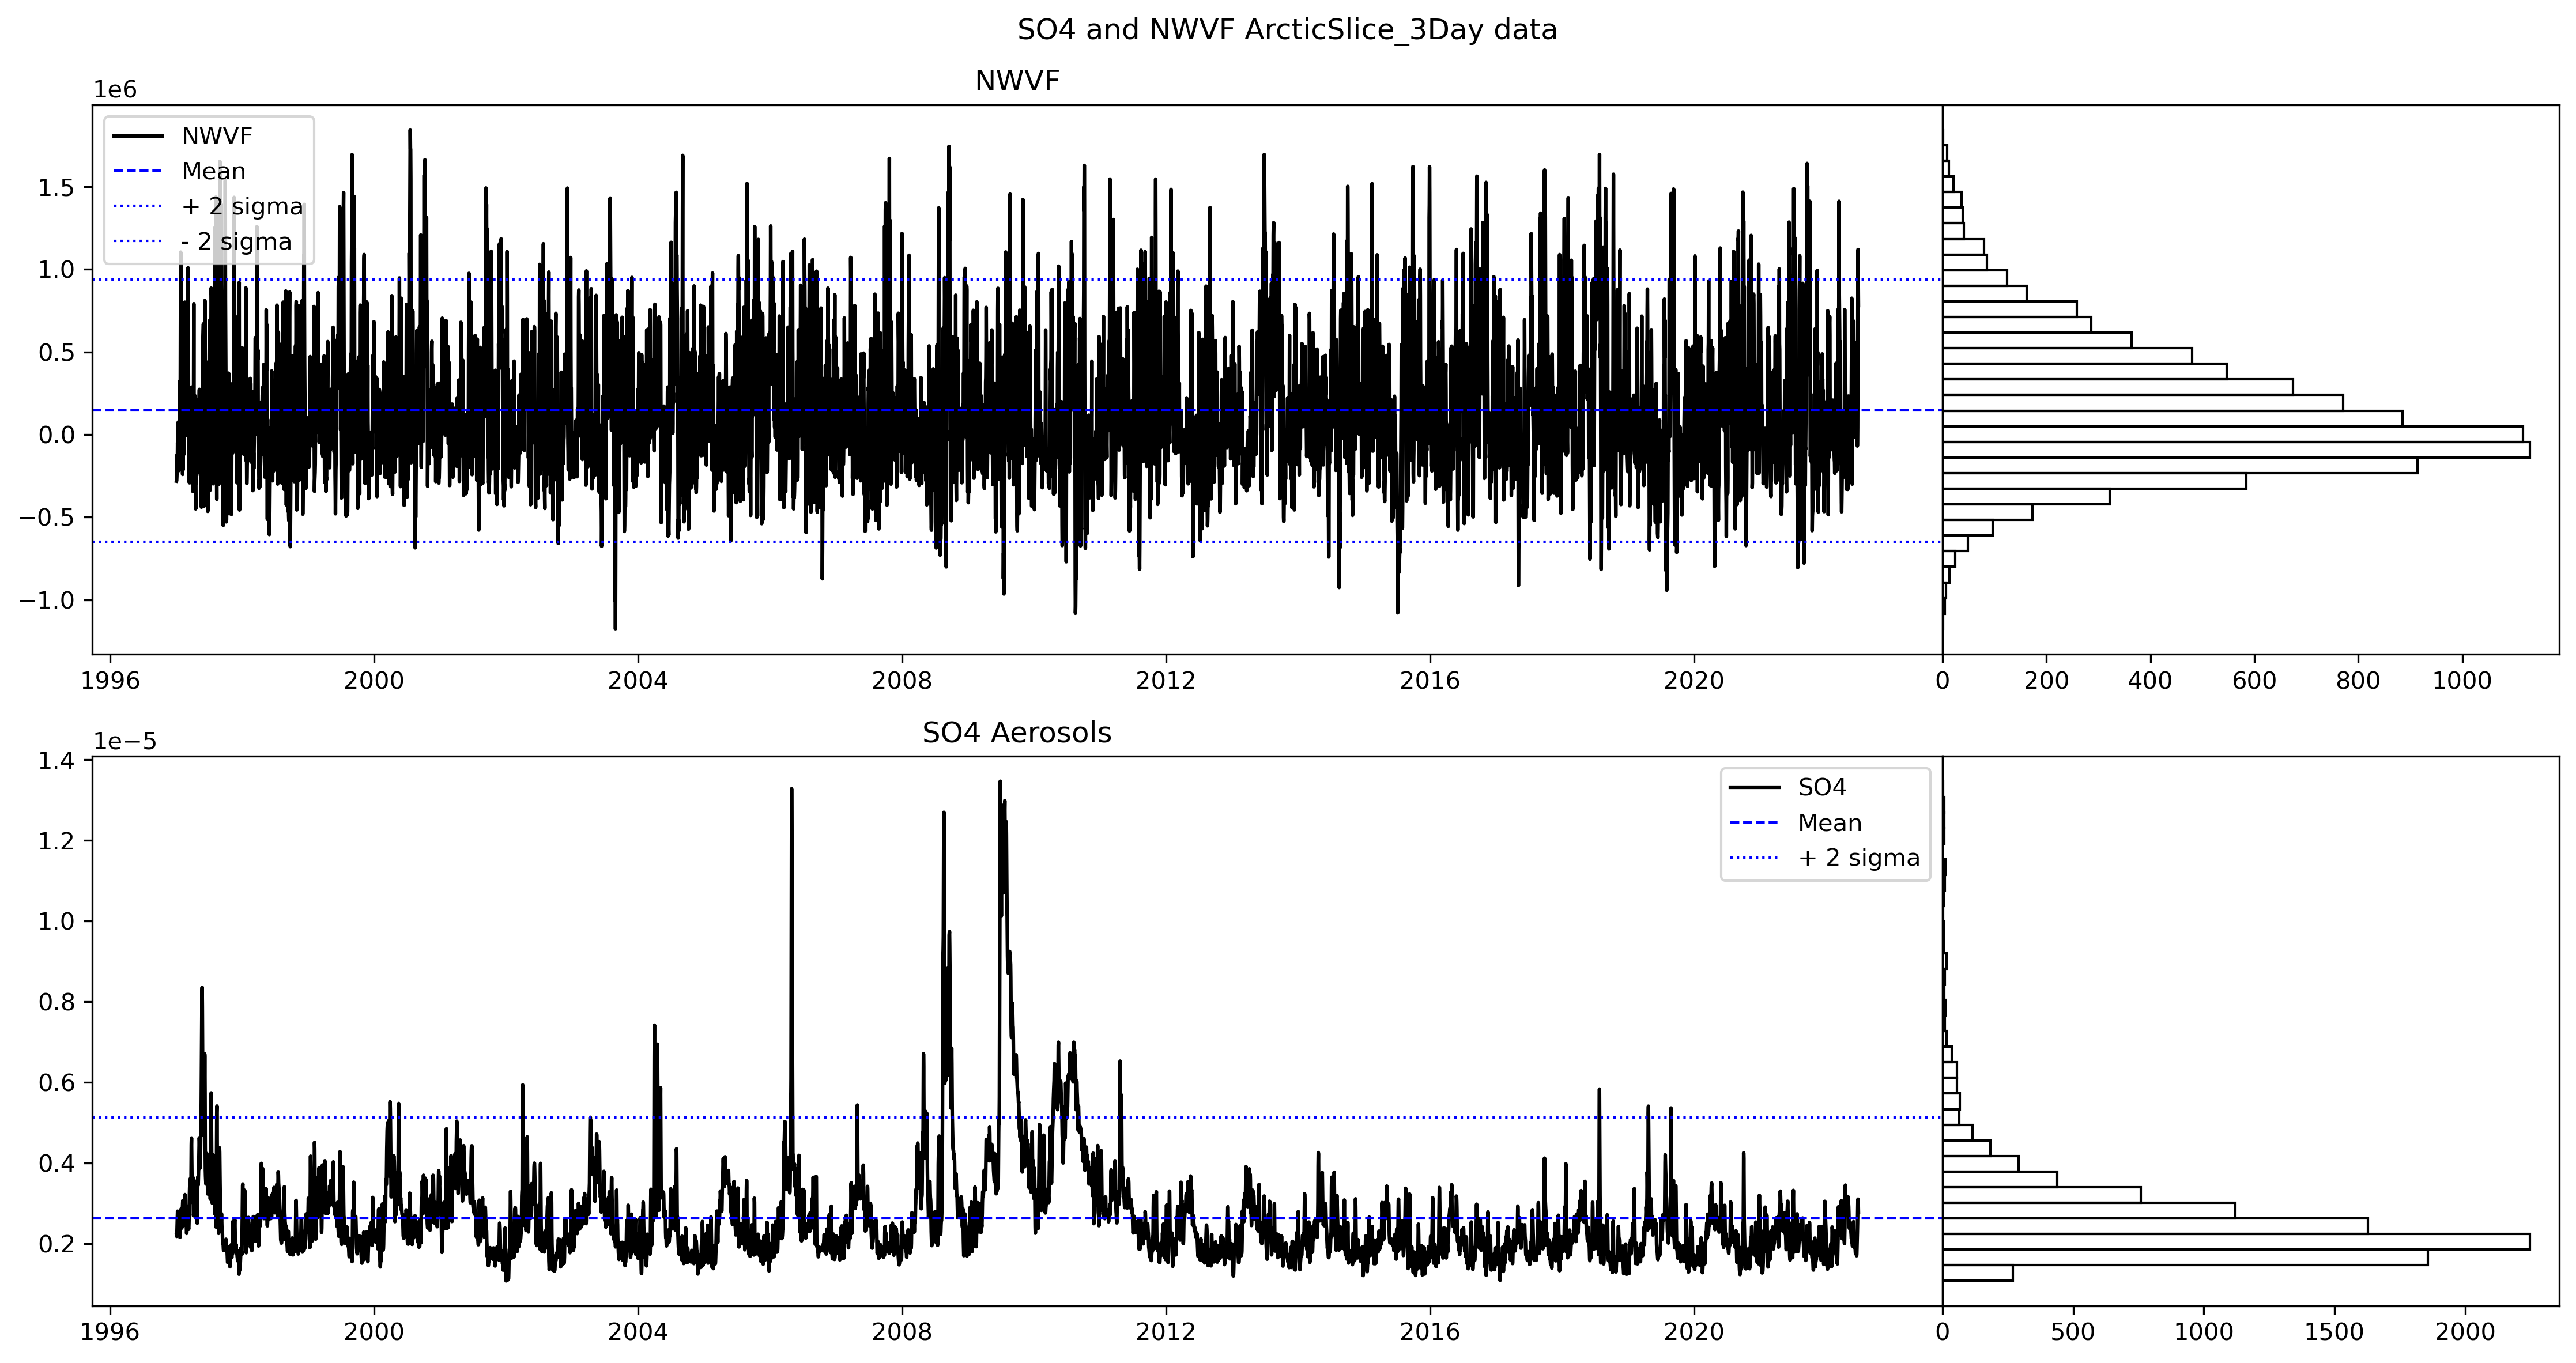 SO4 and NWVF ArcticSlice_3Day data
NWVF
1e6
NWVF
Mean
+ 2 sigma
- 2 sigma
1.5
1.0
0.5
0.0
−0.5
−1.0
1996 2000 2004 2008 2012 2016 2020
0 200 400 600 800 1000
SO4 Aerosols
1e−5
SO4
Mean
+ 2 sigma
1.4
1.2
1.0
0.8
0.6
0.4
0.2
1996 2000 2004 2008 2012 2016 2020
0 500 1000 1500 2000